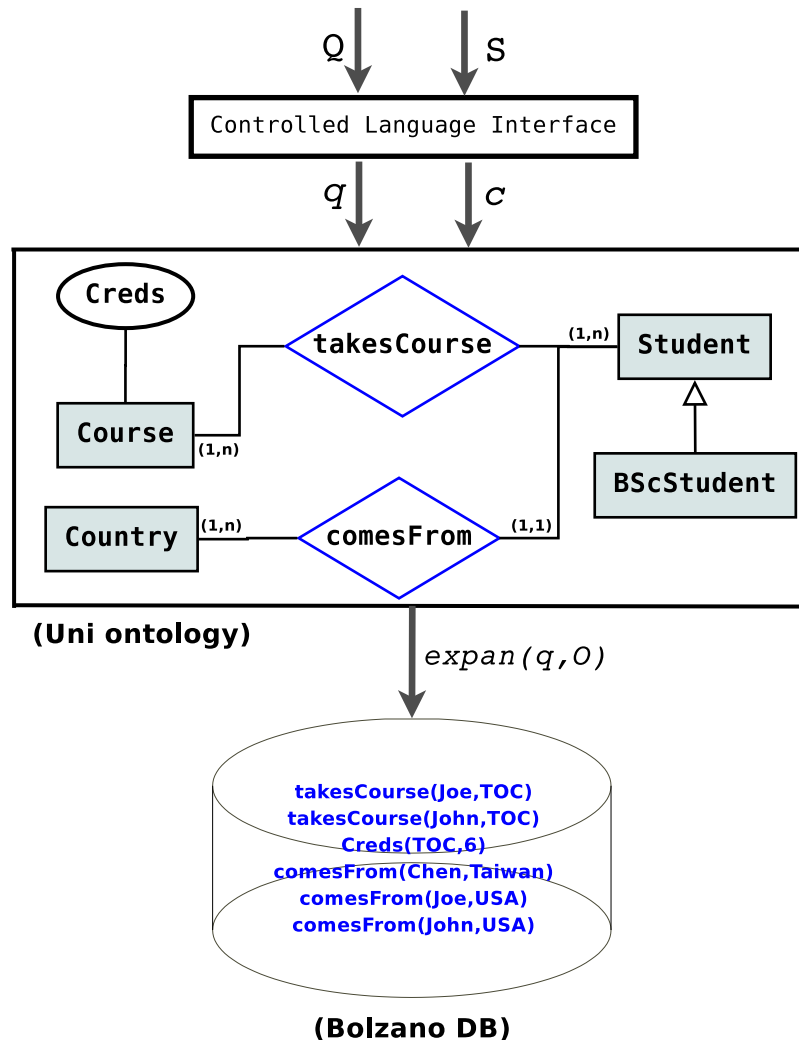 Q
S
Controlled Language Interface
q
c
Creds
takesCourse
(1,n)
Student
Course
(1,n)
BScStudent
Country
(1,n)
comesFrom
(1,1)
(Uni ontology)
expan(q,O)
takesCourse(Joe,TOC)
takesCourse(John,TOC)
Creds(TOC,6)
comesFrom(Chen,Taiwan)
comesFrom(Joe,USA)
comesFrom(John,USA)
(Bolzano DB)